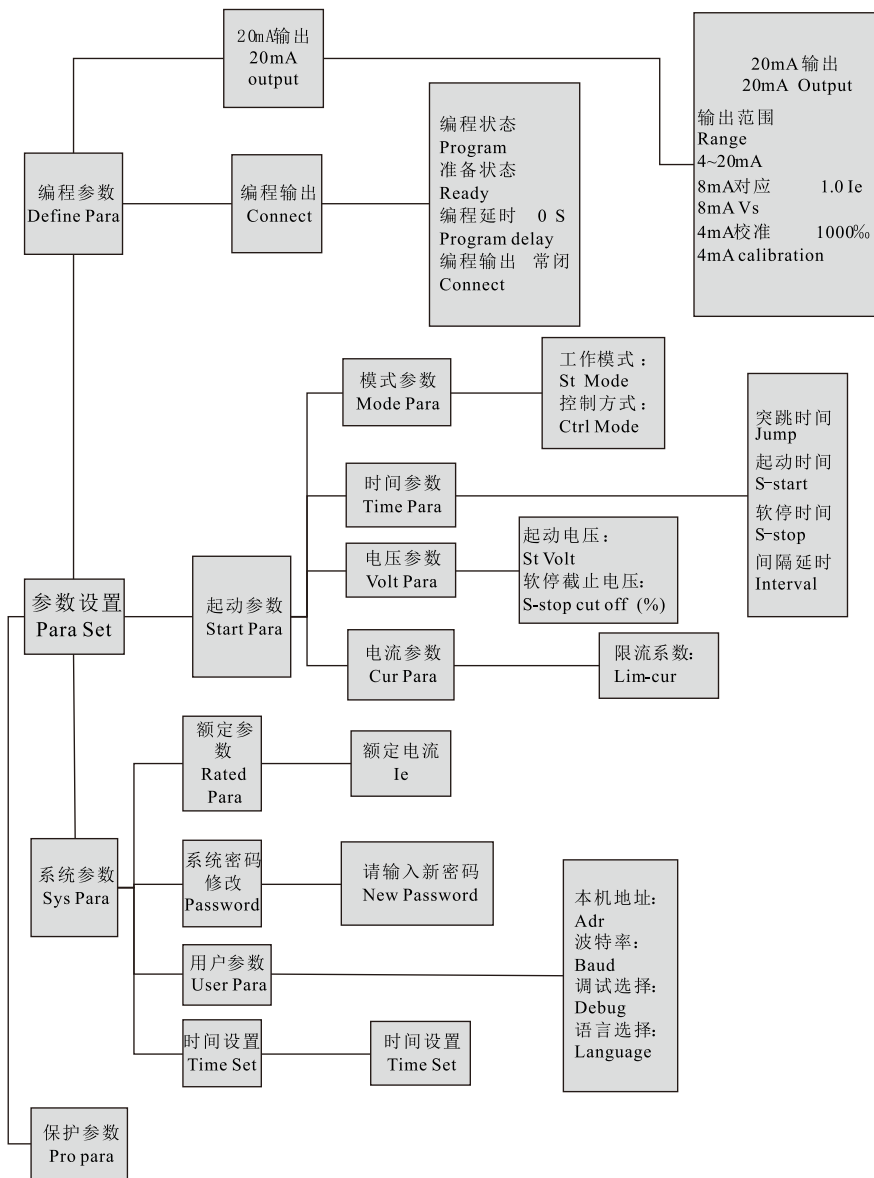 20mA输出
20mA
output
20mA输出
20mA Output
输出范围
Range
4~20mA
8mA对应 1.0 Ie
8mA Vs
4mA校准 1000‰
4mA calibration
编程参数
Define Para
编程输出
Connect
编程状态
Program
准备状态
Ready
编程延时 0 S
Program delay
编程输出 常闭
Connect
模式参数
Mode Para
工作模式:
St Mode
控制方式:
Ctrl Mode
时间参数
Time Para
突跳时间
Jump
起动时间
S-start
软停时间
S-stop
间隔延时
Interval
参数设置
Para Set
起动参数
Start Para
电压参数
Volt Para
起动电压:
St Volt
软停截止电压:
S-stop cut off (%)
电流参数
Cur Para
限流系数:
Lim-cur
额定参
数
Rated
Para
额定电流
Ie
系统参数
Sys Para
系统密码
修改
Password
请输入新密码
New Password
用户参数
User Para
本机地址:
Adr
波特率:
Baud
调试选择:
Debug
语言选择:
Language
时间设置
Time Set
时间设置
Time Set
保护参数
Pro para